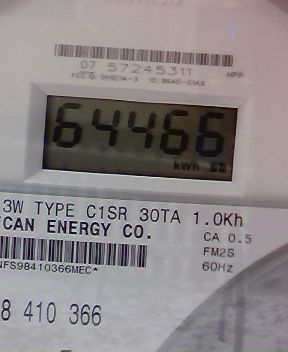 07 57245311
HPP
64466
kWh
3W TYPE C1SR 30TA 1.0Kh
CAN ENERGY CO.
CA 0.5
FM2S
60Hz
NFS98410366MEC*
8 410 366